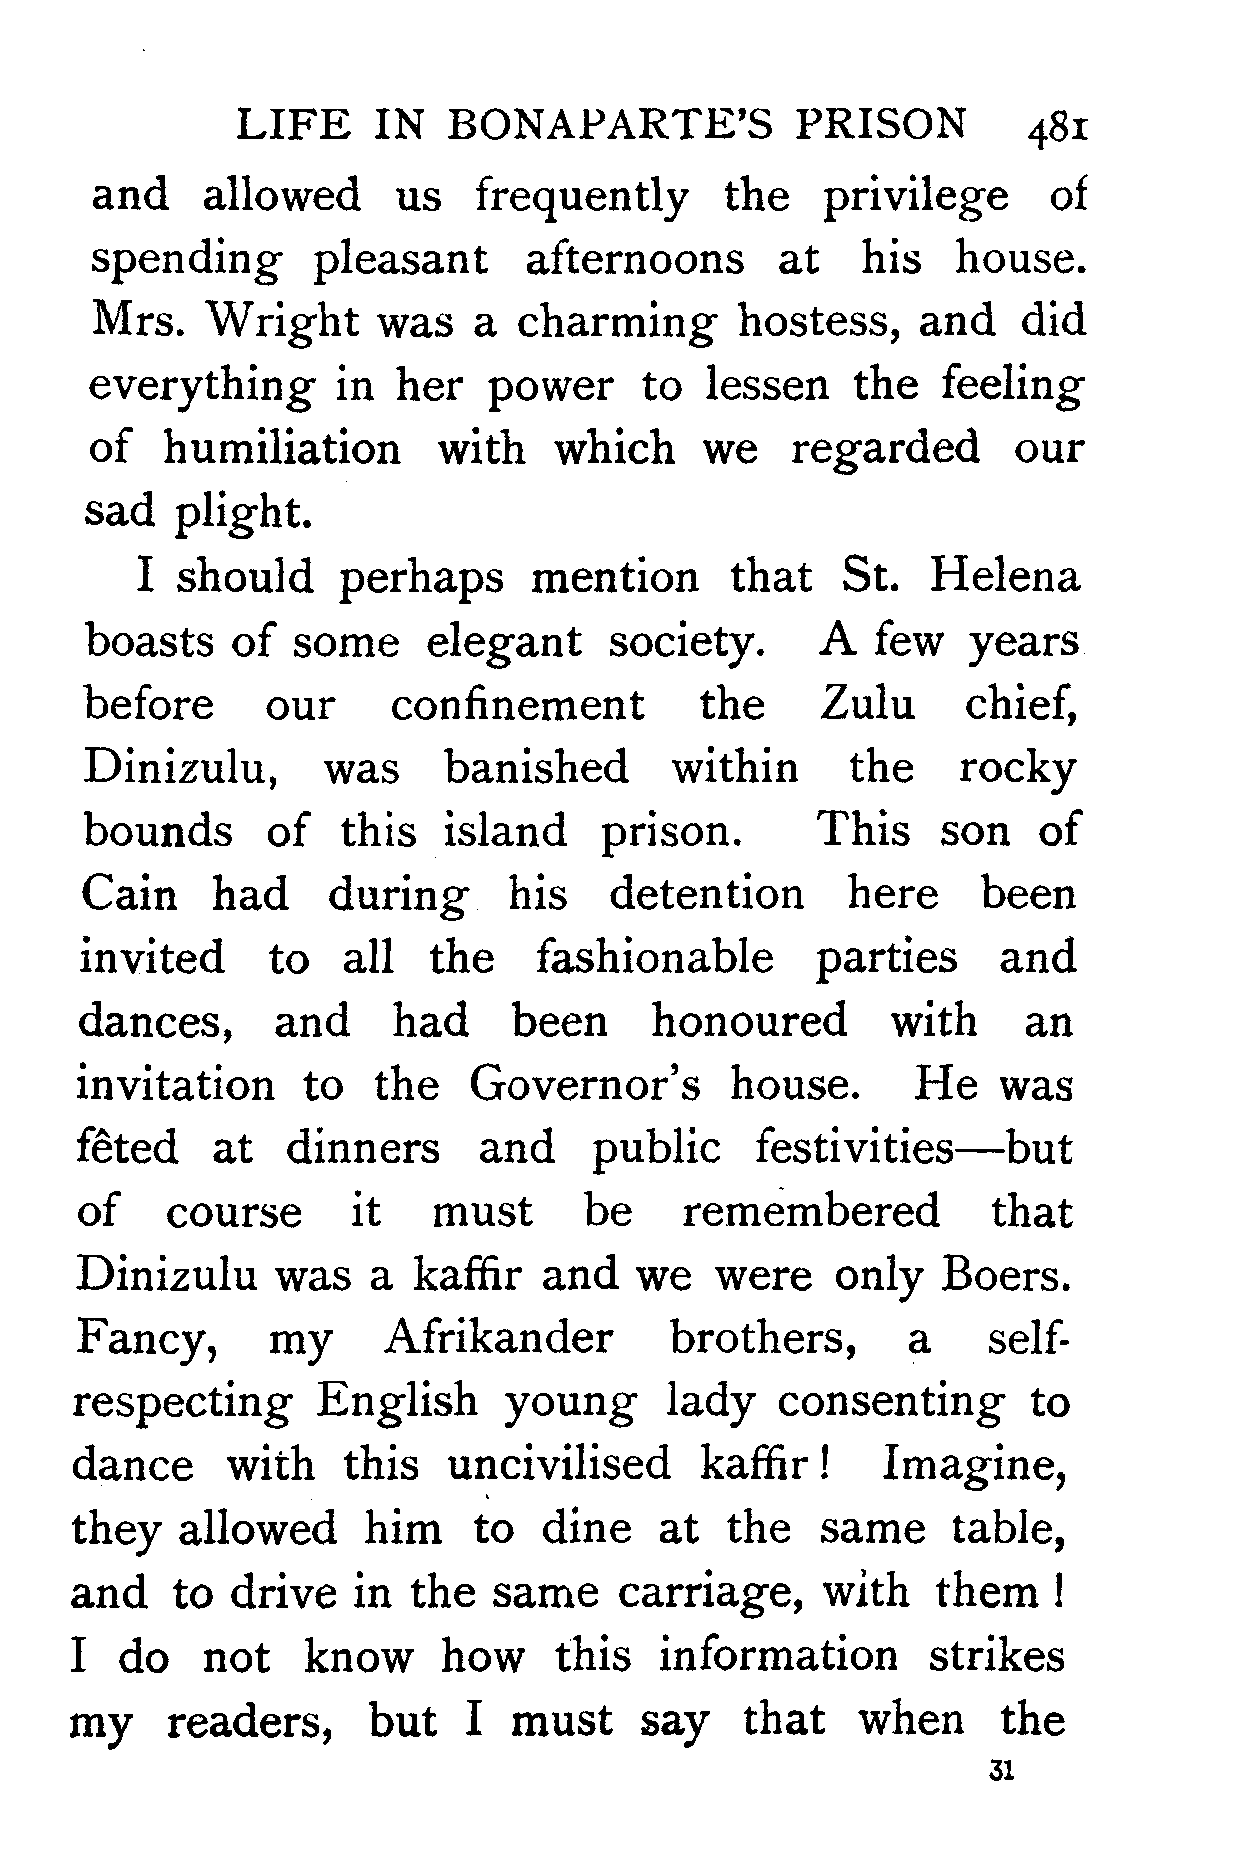 LIFE IN BONAPARTE'S PRISON 481
and allowed us frequently the privilege of
spending pleasant afternoons at his house.
Mrs. Wright was a charming hostess, and did
everything in her power to lessen the feeling
of humiliation with which we regarded our
sad plight.
I should perhaps mention that St. Helena
boasts of some elegant society. A few years
before our confinement the Zulu chief,
Dinizulu, was banished within the rocky
bounds of this island prison. This son of
Cain had during his detention here been
invited to all the fashionable parties and
dances, and had been honoured with an
invitation to the Governor's house. He was
fêted at dinners and public festivities—but
of course it must be remembered that
Dinizulu was a kaffir and we were only Boers.
Fancy, my Afrikander brothers, a self-
respecting English young lady consenting to
dance with this uncivilised kaffir! Imagine,
they allowed him to dine at the same table,
and to drive in the same carriage, with them!
I do not know how this information strikes
my readers, but I must say that when the
31